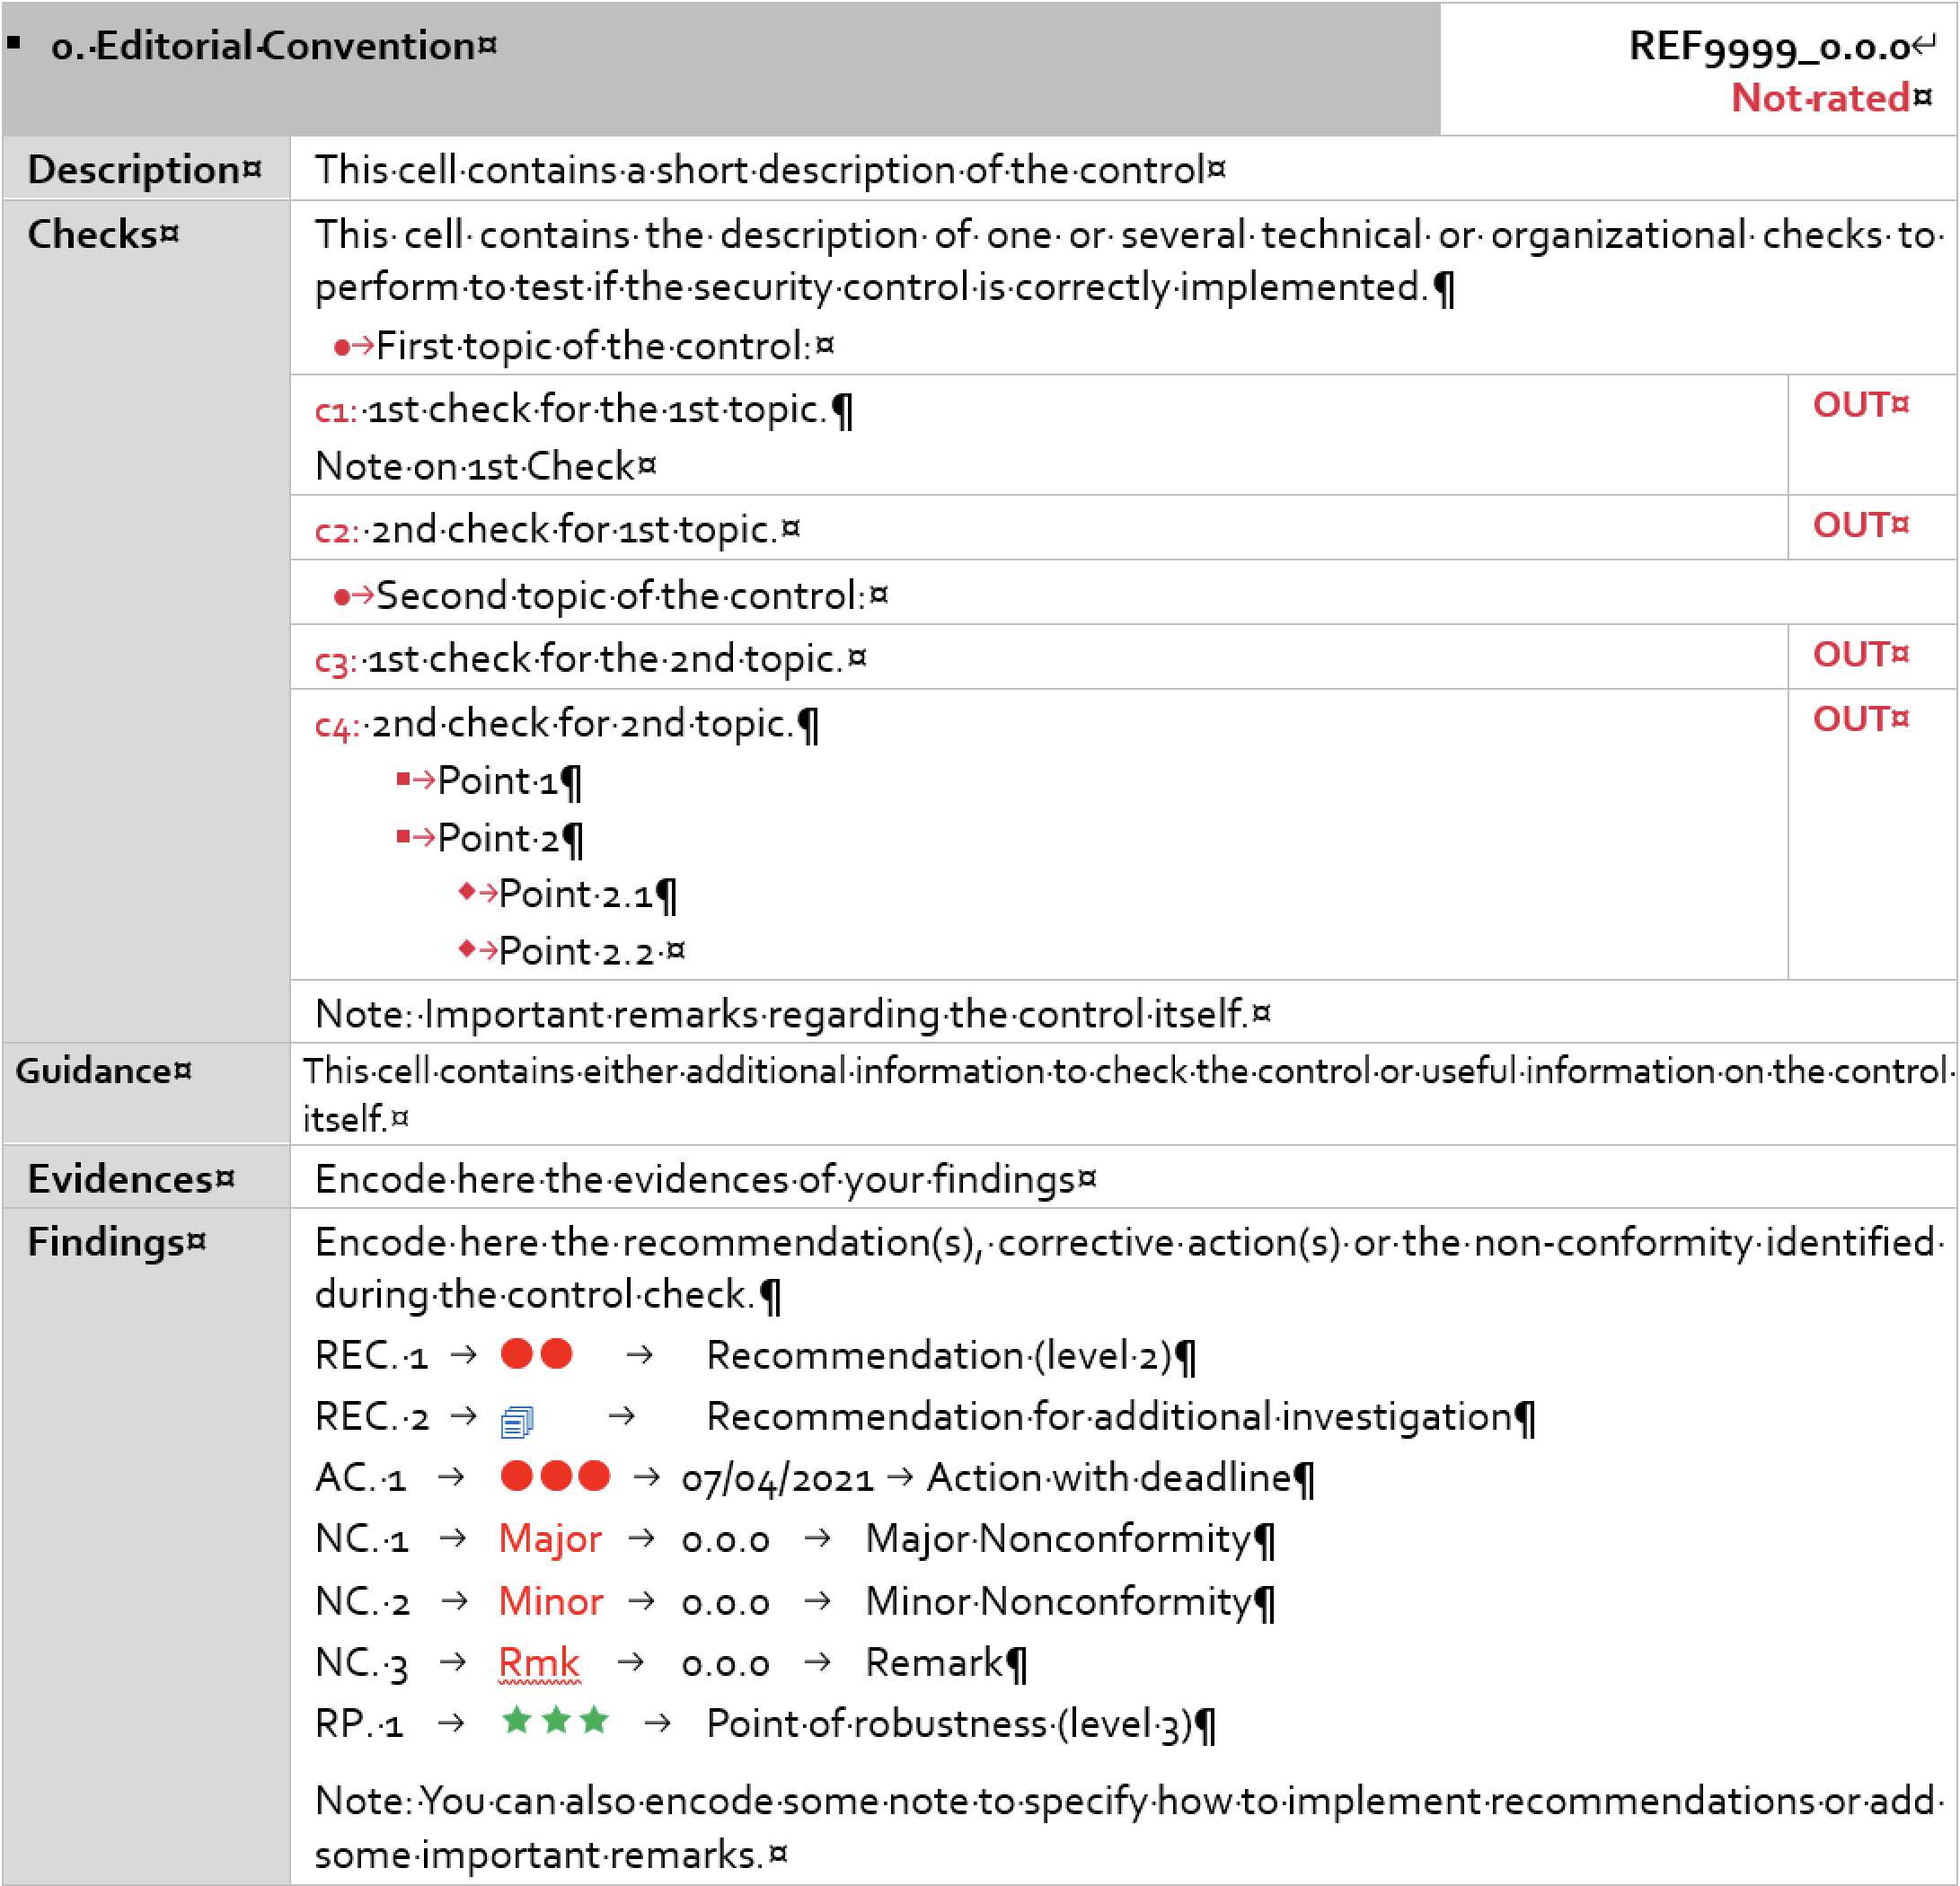 ▪ 0.·Editorial·Convention¤
REF9999_0.0.0↵
Not·rated¤
Description¤
This·cell·contains·a·short·description·of·the·control¤
Checks¤
This·cell·contains·the·description·of·one·or·several·technical·or·organizational·checks·to·
perform·to·test·if·the·security·control·is·correctly·implemented.¶
●→First·topic·of·the·control:¤
c1:·1st·check·for·the·1st·topic.¶
OUT¤
Note·on·1st·Check¤
c2:·2nd·check·for·1st·topic.¤
OUT¤
●→Second·topic·of·the·control:¤
c3:·1st·check·for·the·2nd·topic.¤
OUT¤
c4:·2nd·check·for·2nd·topic.¶
OUT¤
■→Point·1¶
■→Point·2¶
◆→Point·2.1¶
◆→Point·2.2·¤
Note:·Important·remarks·regarding·the·control·itself.¤
Guidance¤
This·cell·contains·either·additional·information·to·check·the·control·or·useful·information·on·the·control·
itself.¤
Evidences¤
Encode·here·the·evidences·of·your·findings¤
Findings¤
Encode·here·the·recommendation(s),·corrective·action(s)·or·the·non-conformity·identified·
during·the·control·check.¶
REC.·1 → ●● → Recommendation·(level·2)¶
REC.·2 → → Recommendation·for·additional·investigation¶
AC.·1 → ●●● → 07/04/2021 → Action·with·deadline¶
NC.·1 → Major → 0.0.0 → Major·Nonconformity¶
NC.·2 → Minor → 0.0.0 → Minor·Nonconformity¶
NC.·3 → Rmk → 0.0.0 → Remark¶
RP.·1 → ★★★ → Point·of·robustness·(level·3)¶
Note:·You·can·also·encode·some·note·to·specify·how·to·implement·recommendations·or·add·
some·important·remarks.¤